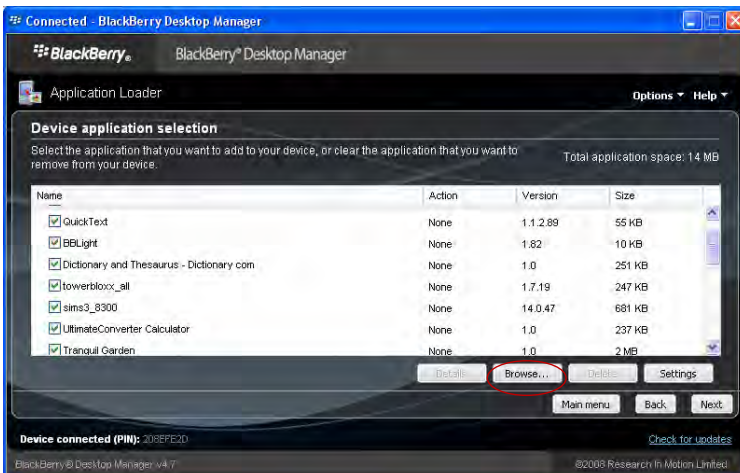 Connected - BlackBerry Desktop Manager
BlackBerry® BlackBerry® Desktop Manager
Application Loader Options Help
Device application selection
Select the application that you want to add to your device, or clear the application that you want to Total application space: 14 MB
remove from your device.
Name Action Version Size
QuickText None 1.1.2.89 55 KB
BBLight None 1.82 10 KB
Dictionary and Thesaurus - Dictionary com None 1.0 251 KB
towerbloxx_all None 1.7.19 247 KB
sims3_8300 None 14.0.47 681 KB
UltimateConverter Calculator None 1.0 237 KB
Tranquil Garden None 1.0 2 MB
Details Browse... Delete Settings
Main menu Back Next
Device connected (PIN): 208EFE2D Check for updates
BlackBerry® Desktop Manager v4.7 ©2008 Research In Motion Limited